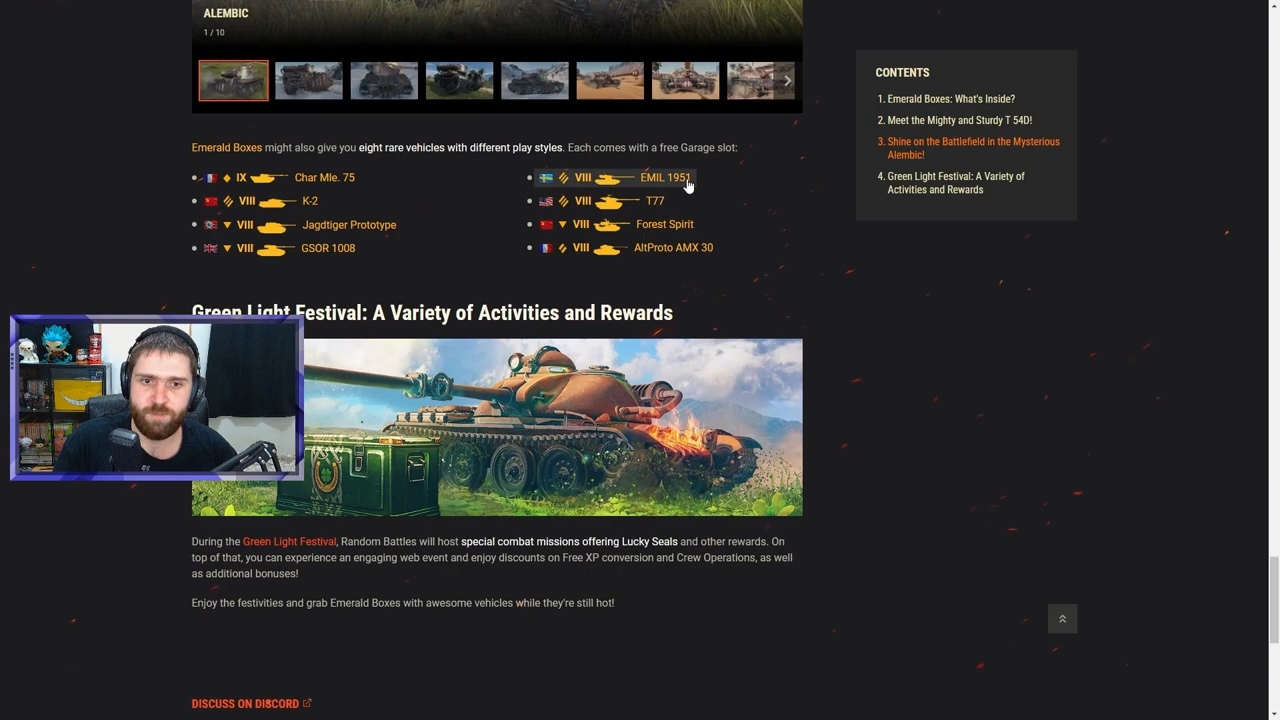 ALEMBIC
1 / 10
Emerald Boxes might also give you eight rare vehicles with different play styles. Each comes with a free Garage slot:
IX Char Mle. 75
VIII K-2
VIII Jagdtiger Prototype
VIII GSOR 1008
VIII EMIL 1951
VIII T77
VIII Forest Spirit
VIII AltProto AMX 30
Green Light Festival: A Variety of Activities and Rewards
During the Green Light Festival, Random Battles will host special combat missions offering Lucky Seals and other rewards. On
top of that, you can experience an engaging web event and enjoy discounts on Free XP conversion and Crew Operations, as well
as additional bonuses!
Enjoy the festivities and grab Emerald Boxes with awesome vehicles while they're still hot!
DISCUSS ON DISCORD
CONTENTS
1. Emerald Boxes: What's Inside?
2. Meet the Mighty and Sturdy T 54D!
3. Shine on the Battlefield in the Mysterious
Alembic!
4. Green Light Festival: A Variety of
Activities and Rewards